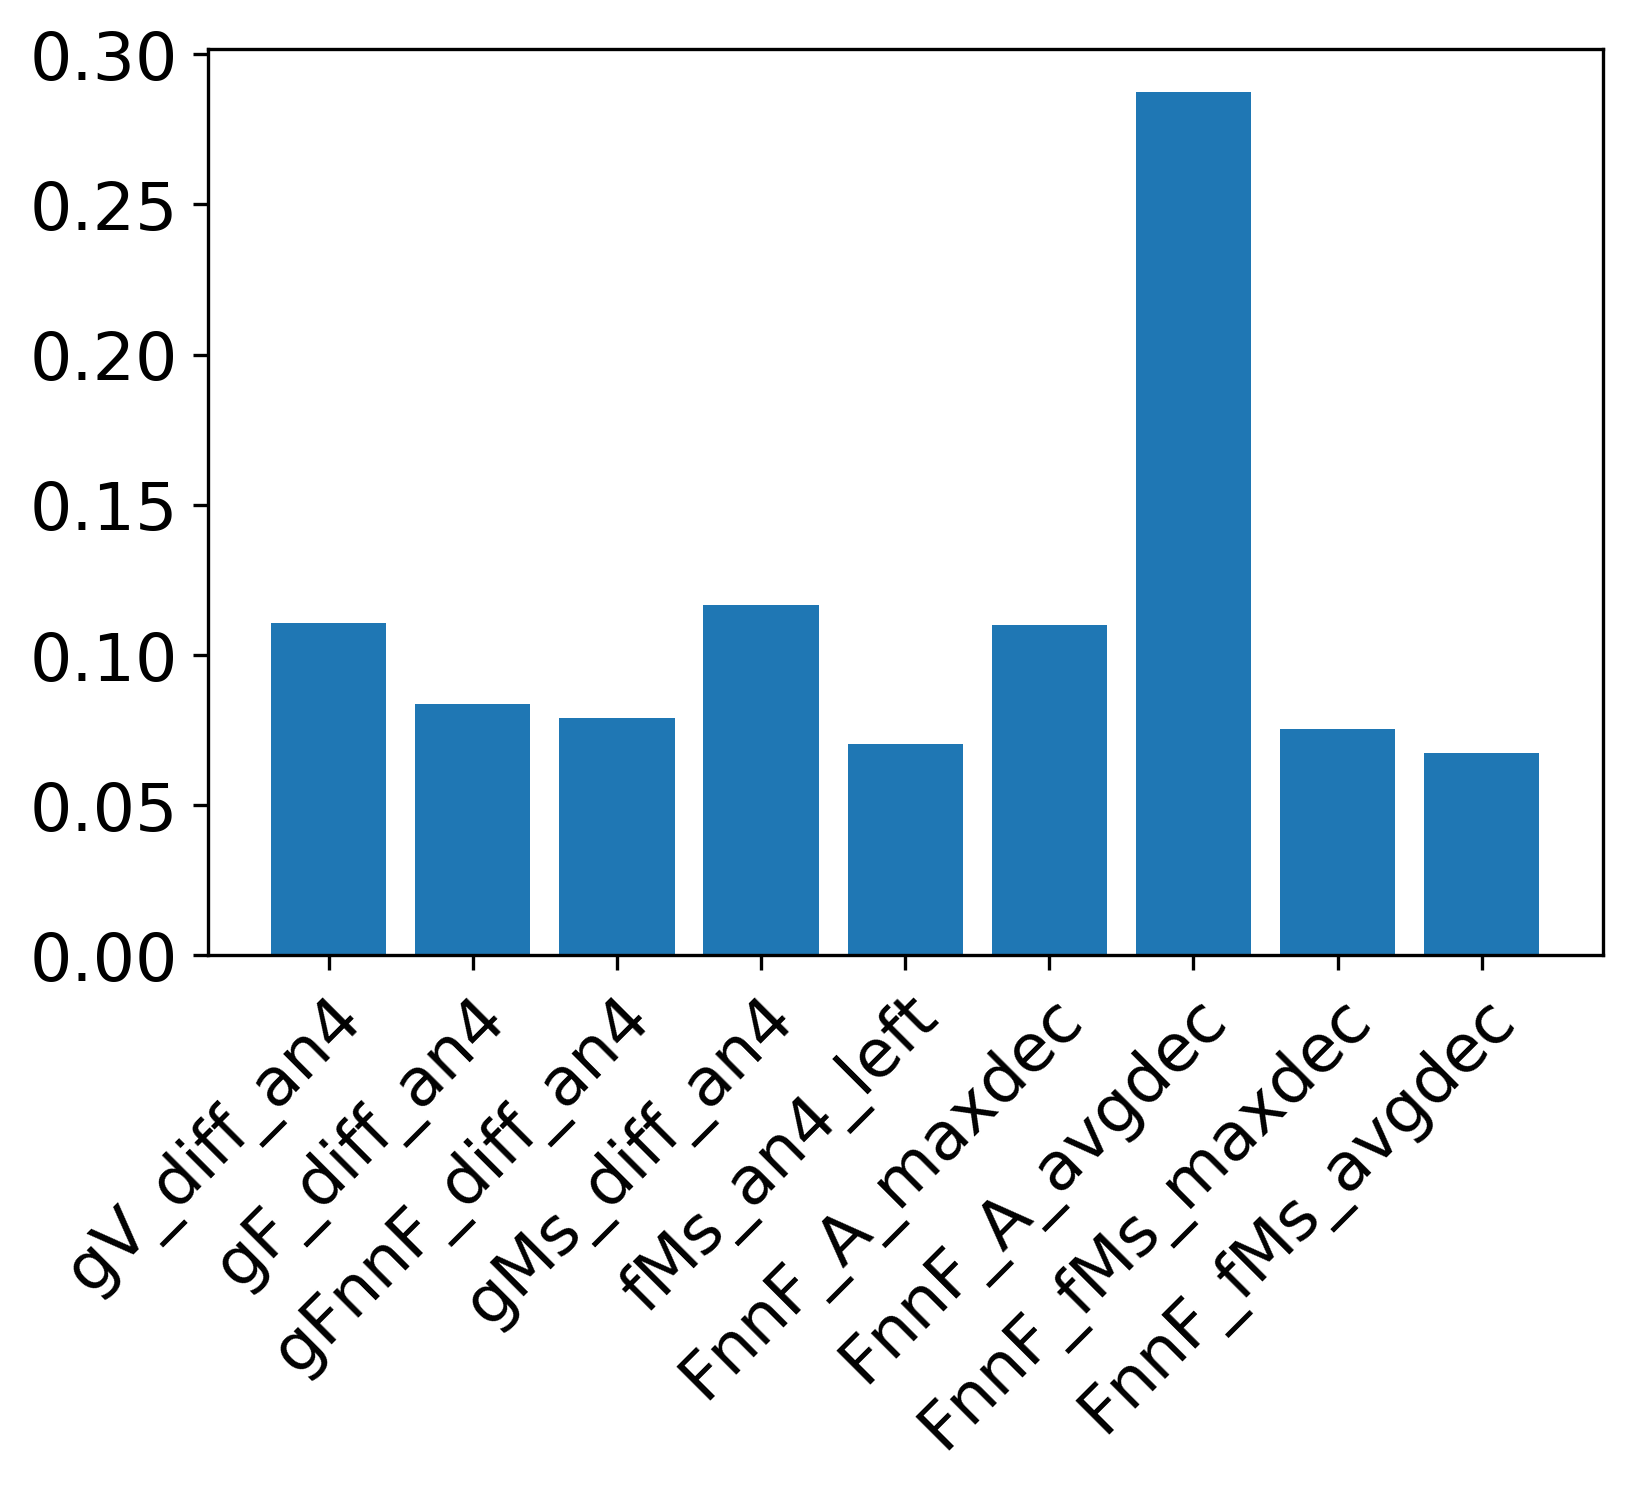 0.30
0.25
0.20
0.15
0.10
0.05
0.00
gV_diff_an4
gF_diff_an4
gFnnF_diff_an4
gMs_diff_an4
fMs_an4_left
FnnF_A_maxdec
FnnF_A_avgdec
FnnF_fMs_maxdec
FnnF_fMs_avgdec